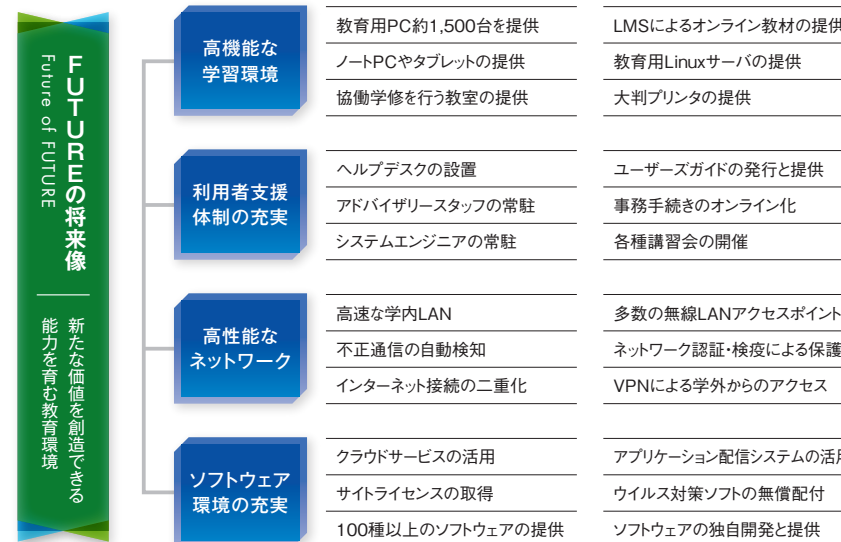 FUTUREの将来像
Future of FUTURE
新たな価値を創造できる
能力を育む教育環境
高機能な
学習環境
教育用PC約1,500台を提供
ノートPCやタブレットの提供
協働学修を行う教室の提供
LMSによるオンライン教材の提供
教育用Linuxサーバの提供
大判プリンタの提供
利用者支援
体制の充実
ヘルプデスクの設置
アドバイザリースタッフの常駐
システムエンジニアの常駐
ユーザーズガイドの発行と提供
事務手続きのオンライン化
各種講習会の開催
高性能な
ネットワーク
高速な学内LAN
不正通信の自動検知
インターネット接続の二重化
多数の無線LANアクセスポイント
ネットワーク認証・検疫による保護
VPNによる学外からのアクセス
ソフトウェア
環境の充実
クラウドサービスの活用
サイトライセンスの取得
100種以上のソフトウェアの提供
アプリケーション配信システムの活用
ウイルス対策ソフトの無償配付
ソフトウェアの独自開発と提供